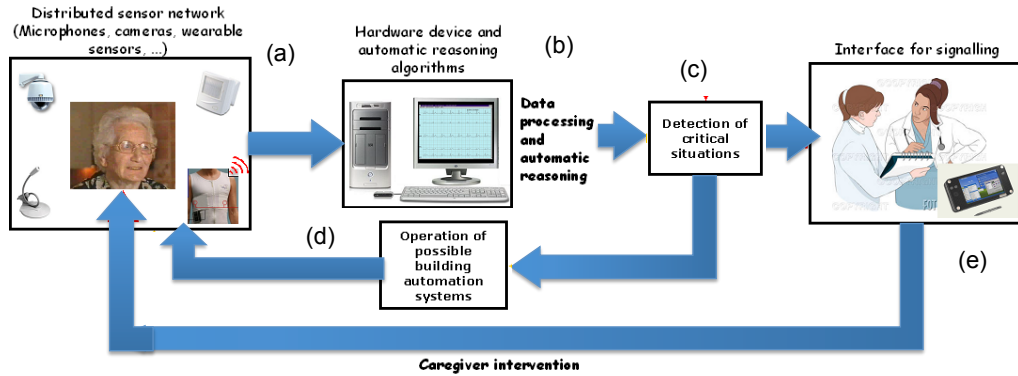 Distributed sensor network
(Microphones, cameras, wearable
sensors, ...)
(a)
Hardware device and
automatic reasoning
algorithms
(b)
Data
processing
and
automatic
reasoning
(c)
Detection of
critical
situations
Interface for signalling
(d)
Operation of
possible
building
automation
systems
(e)
Caregiver intervention